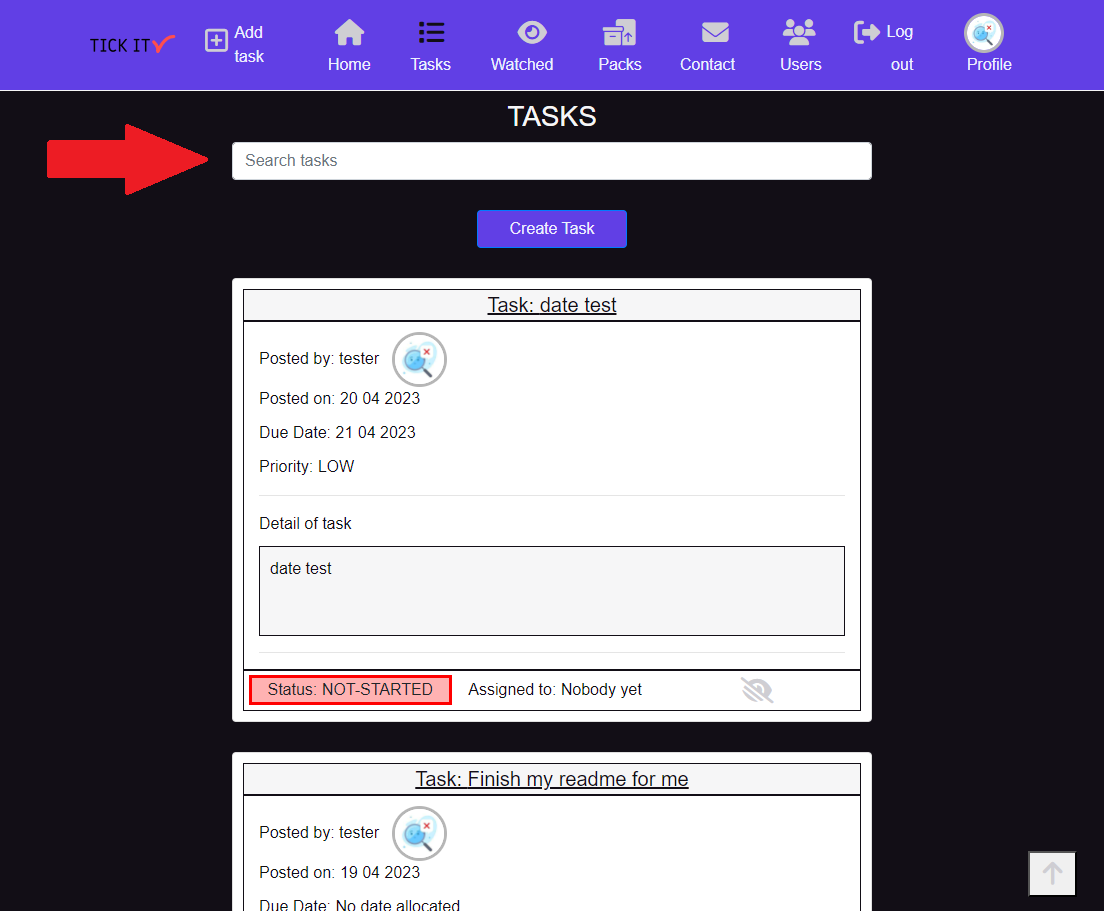 TICK IT
Add task
Home
Tasks
Watched
Packs
Contact
Users
Log out
Profile
TASKS
Search tasks
Create Task
Task: date test
Posted by: tester
Posted on: 20 04 2023
Due Date: 21 04 2023
Priority: LOW
Detail of task
date test
Status: NOT-STARTED
Assigned to: Nobody yet
Task: Finish my readme for me
Posted by: tester
Posted on: 19 04 2023
Due Date: No date allocated